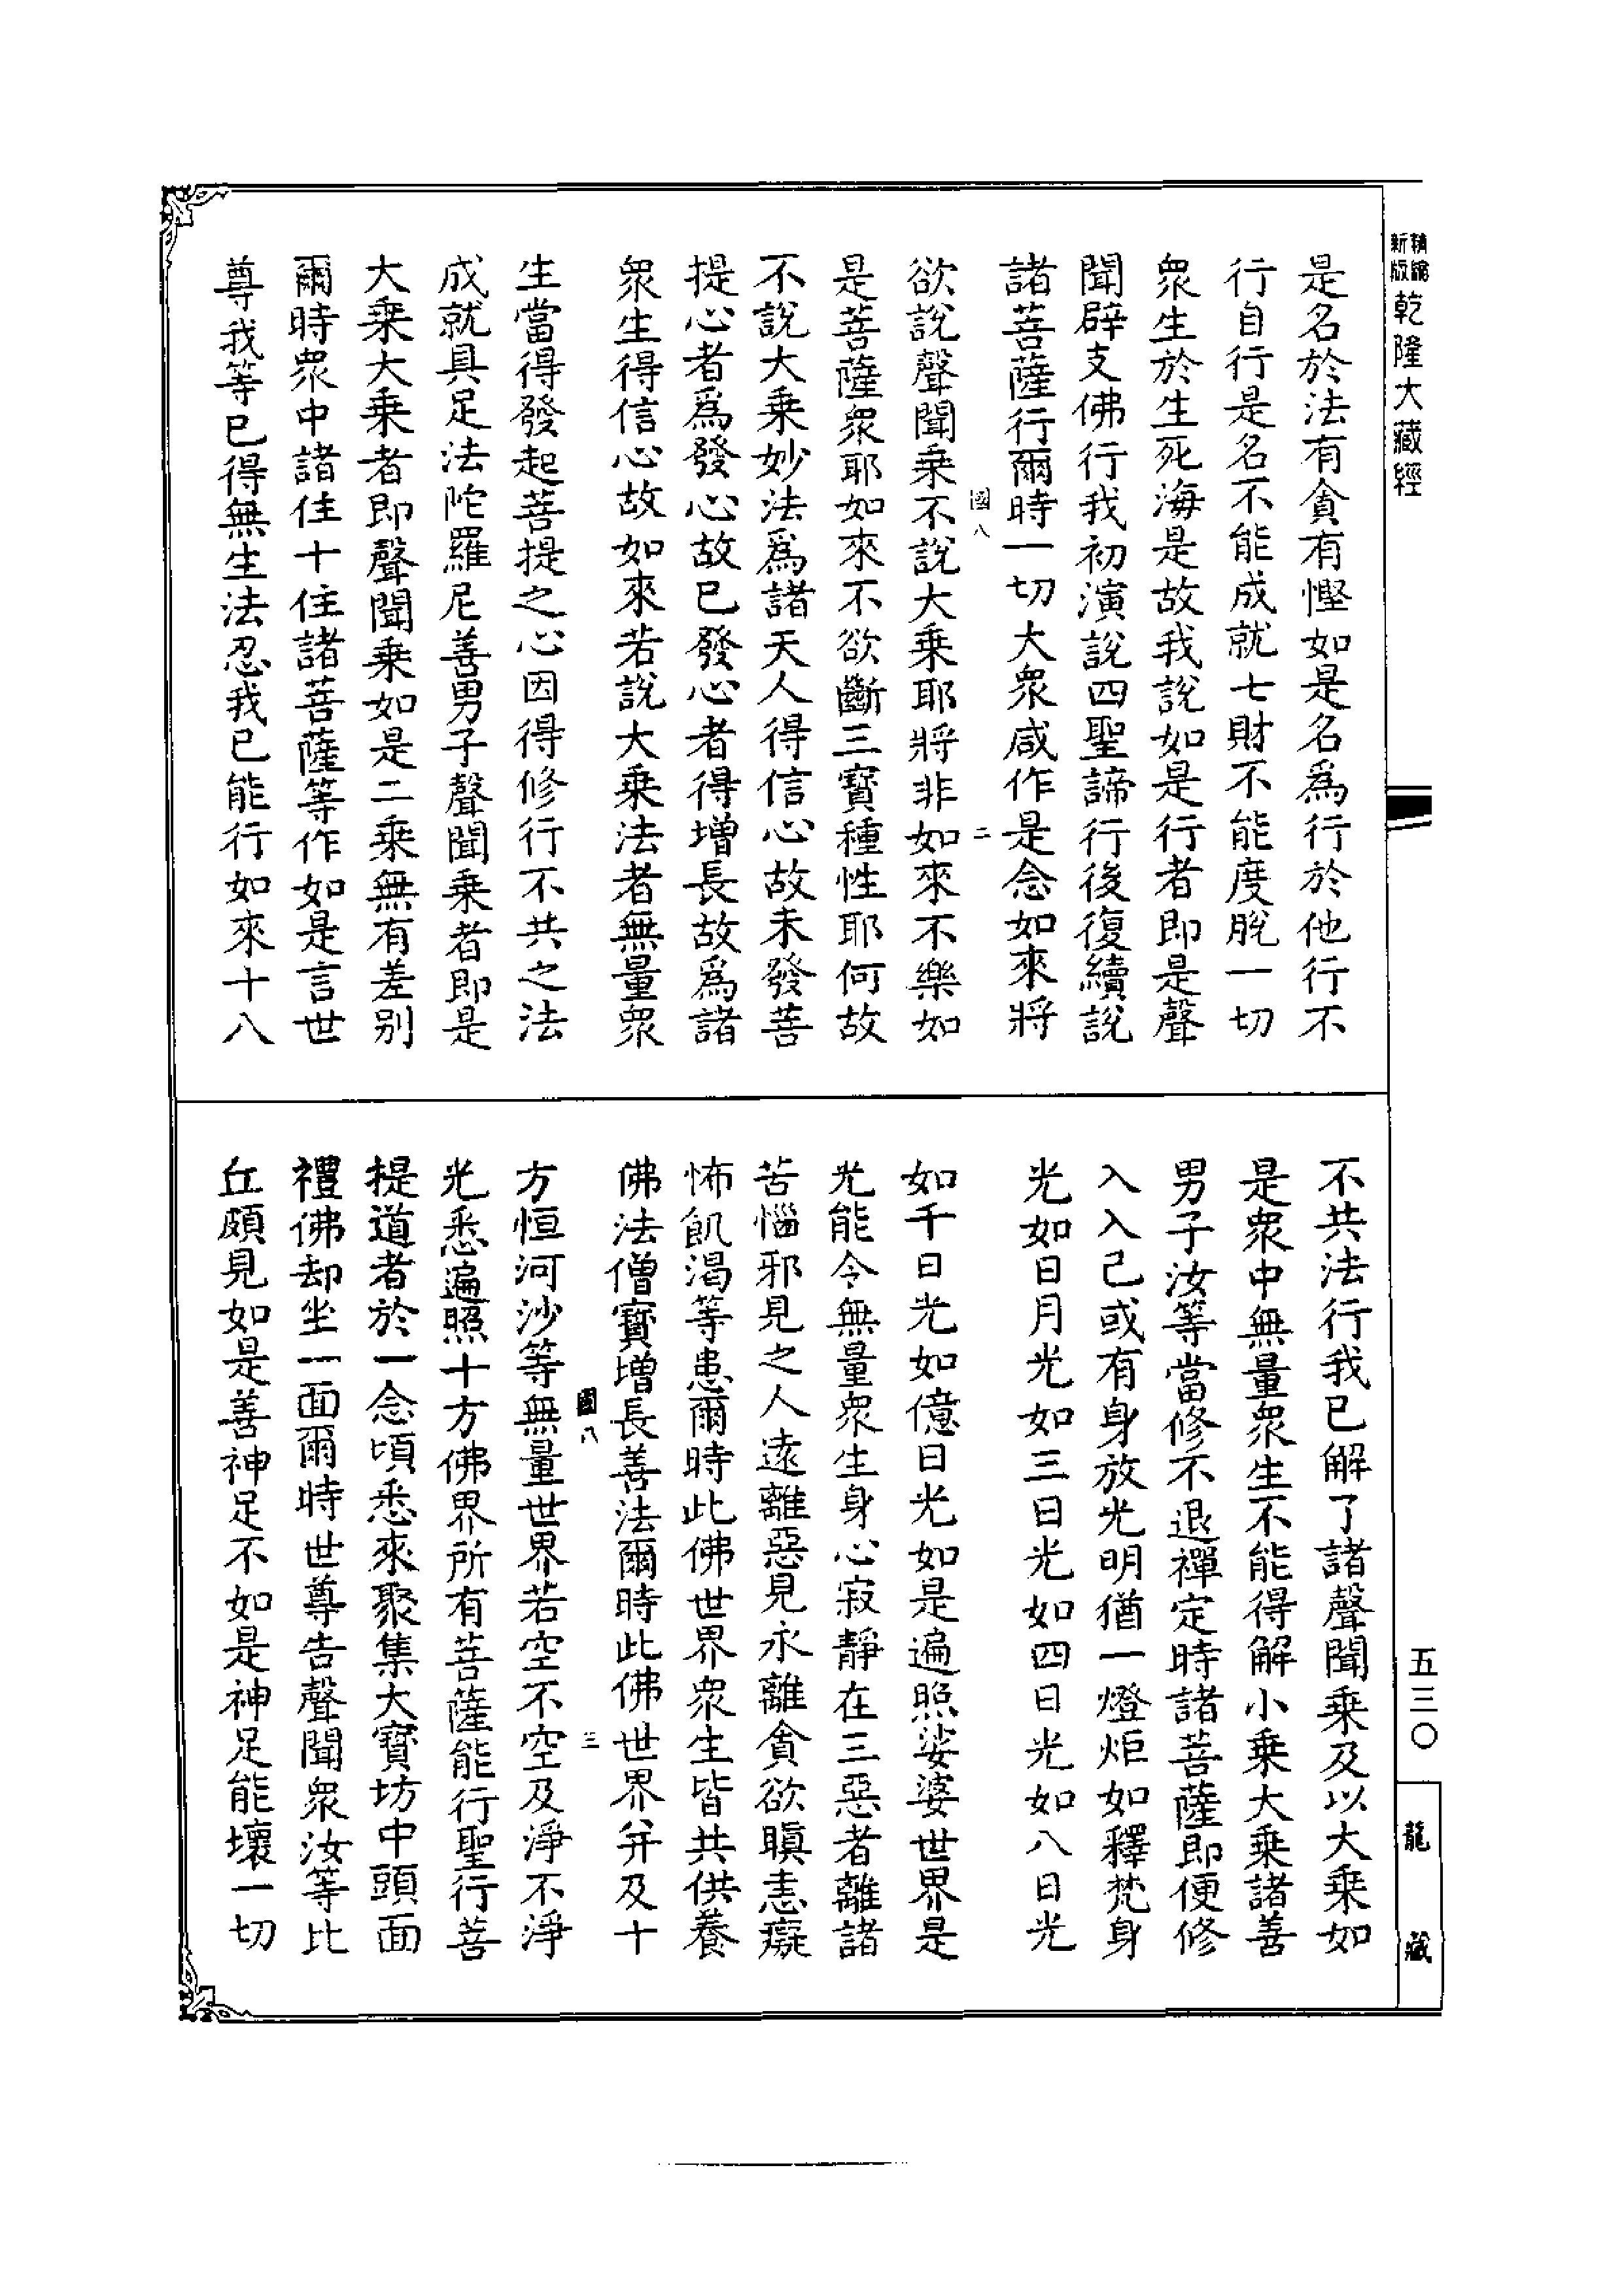 新版精縮乾隆大藏經
是名於法有貪有慳如是名爲行於他行不
行自行是名不能成就七財不能度脫一切
眾生於生死海是故我說如是行者即是聲
聞辟支佛行我初演說四聖諦行後復續說
諸菩薩行爾時一切大眾咸作是念如來將
國八 二
欲說聲聞乘不說大乘耶將非如來不樂如
是菩薩眾耶如來不欲斷三寶種性耶何故
不說大乘妙法爲諸天人得信心故未發菩
提心者爲發心故已發心者得增長故爲諸
眾生得信心故如來若說大乘法者無量眾
生當得發起菩提之心因得修行不共之法
成就具足法陀羅尼善男子聲聞乘者即是
大乘大乘者即聲聞乘如是二乘無有差別
爾時眾中諸住十住諸菩薩等作如是言世
尊我等已得無生法忍我已能行如來十八
不共法行我已解了諸聲聞乘及以大乘如
是眾中無量眾生不能得解小乘大乘諸善
男子汝等當修不退禪定時諸菩薩即便修
入入已或有身放光明猶一燈炬如釋梵身
光如日月光如三日光如四日光如八日光
如千日光如億日光如是遍照娑婆世界是
光能令無量眾生身心寂靜在三惡者離諸
苦惱邪見之人遠離惡見永離貪欲瞋恚癡
怖飢渴等患爾時此佛世界眾生皆共供養
佛法僧寶增長善法爾時此佛世界并及十
國八 三
方恒河沙等無量世界若空不空及淨不淨
光悉遍照十方佛界所有菩薩能行聖行菩
提道者於一念頃悉來聚集大寶坊中頭面
禮佛却坐一面爾時世尊告聲聞眾汝等比
丘頗見如是善神足不如是神足能壞一切
五三〇
龍藏